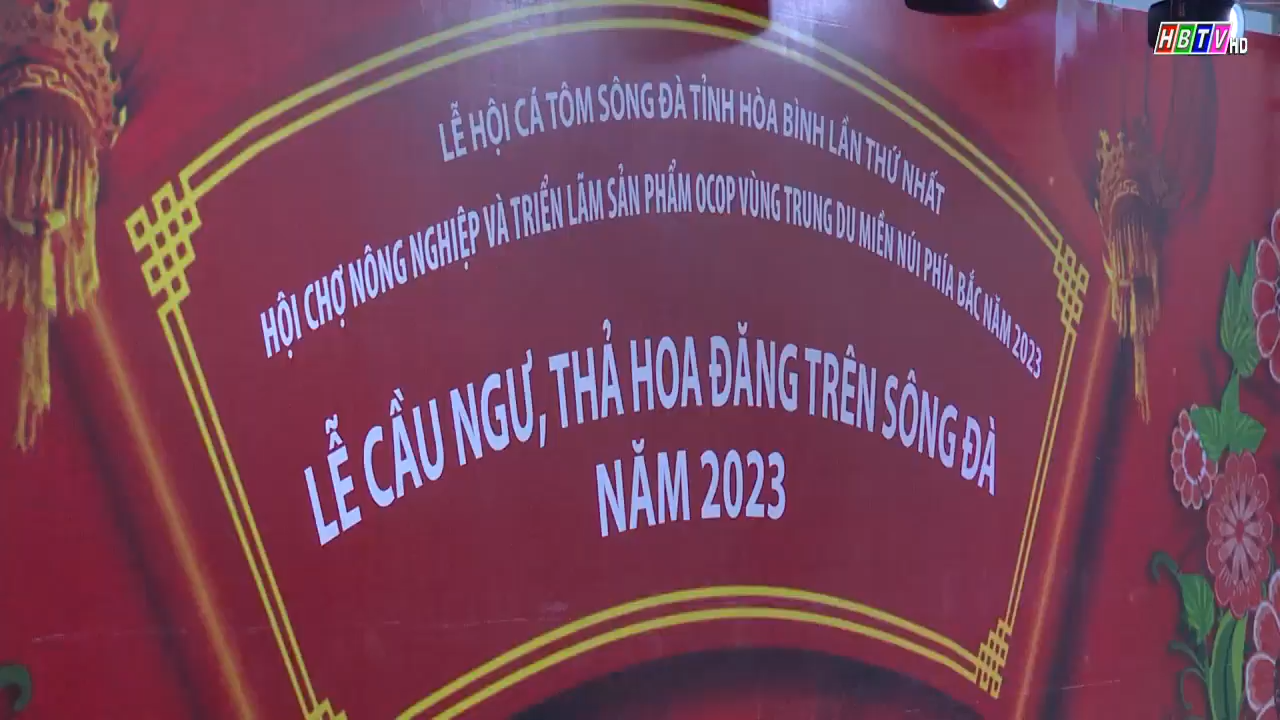 HBTV HD
LỄ HỘI CÁ TÔM SÔNG ĐÀ TỈNH HÒA BÌNH LẦN THỨ NHẤT
HỘI CHỢ NÔNG NGHIỆP VÀ TRIỂN LÃM SẢN PHẨM OCOP VÙNG TRUNG DU MIỀN NÚI PHÍA BẮC NĂM 2023
LỄ CẦU NGƯ, THẢ HOA ĐĂNG TRÊN SÔNG ĐÀ
NĂM 2023